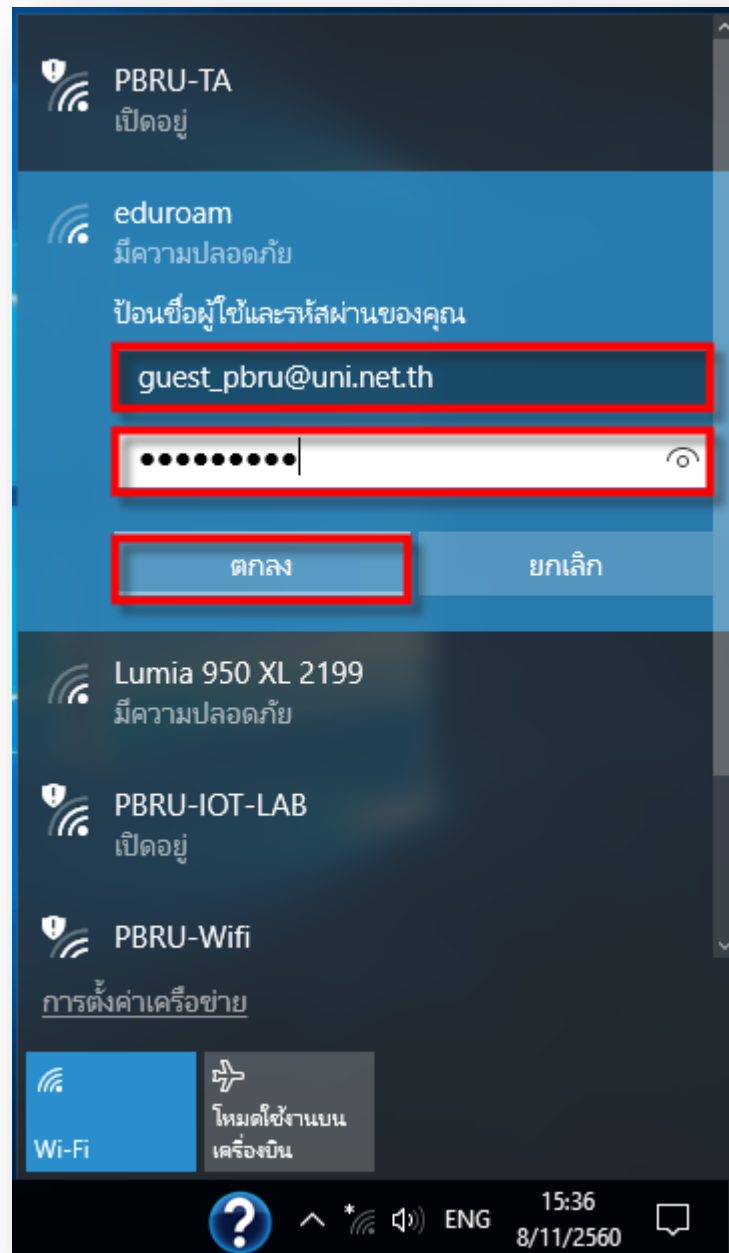 PBRU-TA
เปิดอยู่
eduroam
มีความปลอดภัย
ป้อนชื่อผู้ใช้และรหัสผ่านของคุณ
guest_pbru@uni.net.th
●●●●●●●●●
ตกลง
ยกเลิก
Lumia 950 XL 2199
มีความปลอดภัย
PBRU-IOT-LAB
เปิดอยู่
PBRU-Wifi
การตั้งค่าเครือข่าย
Wi-Fi
โหมดใช้งานบน
เครื่องบิน
ENG
15:36
8/11/2560